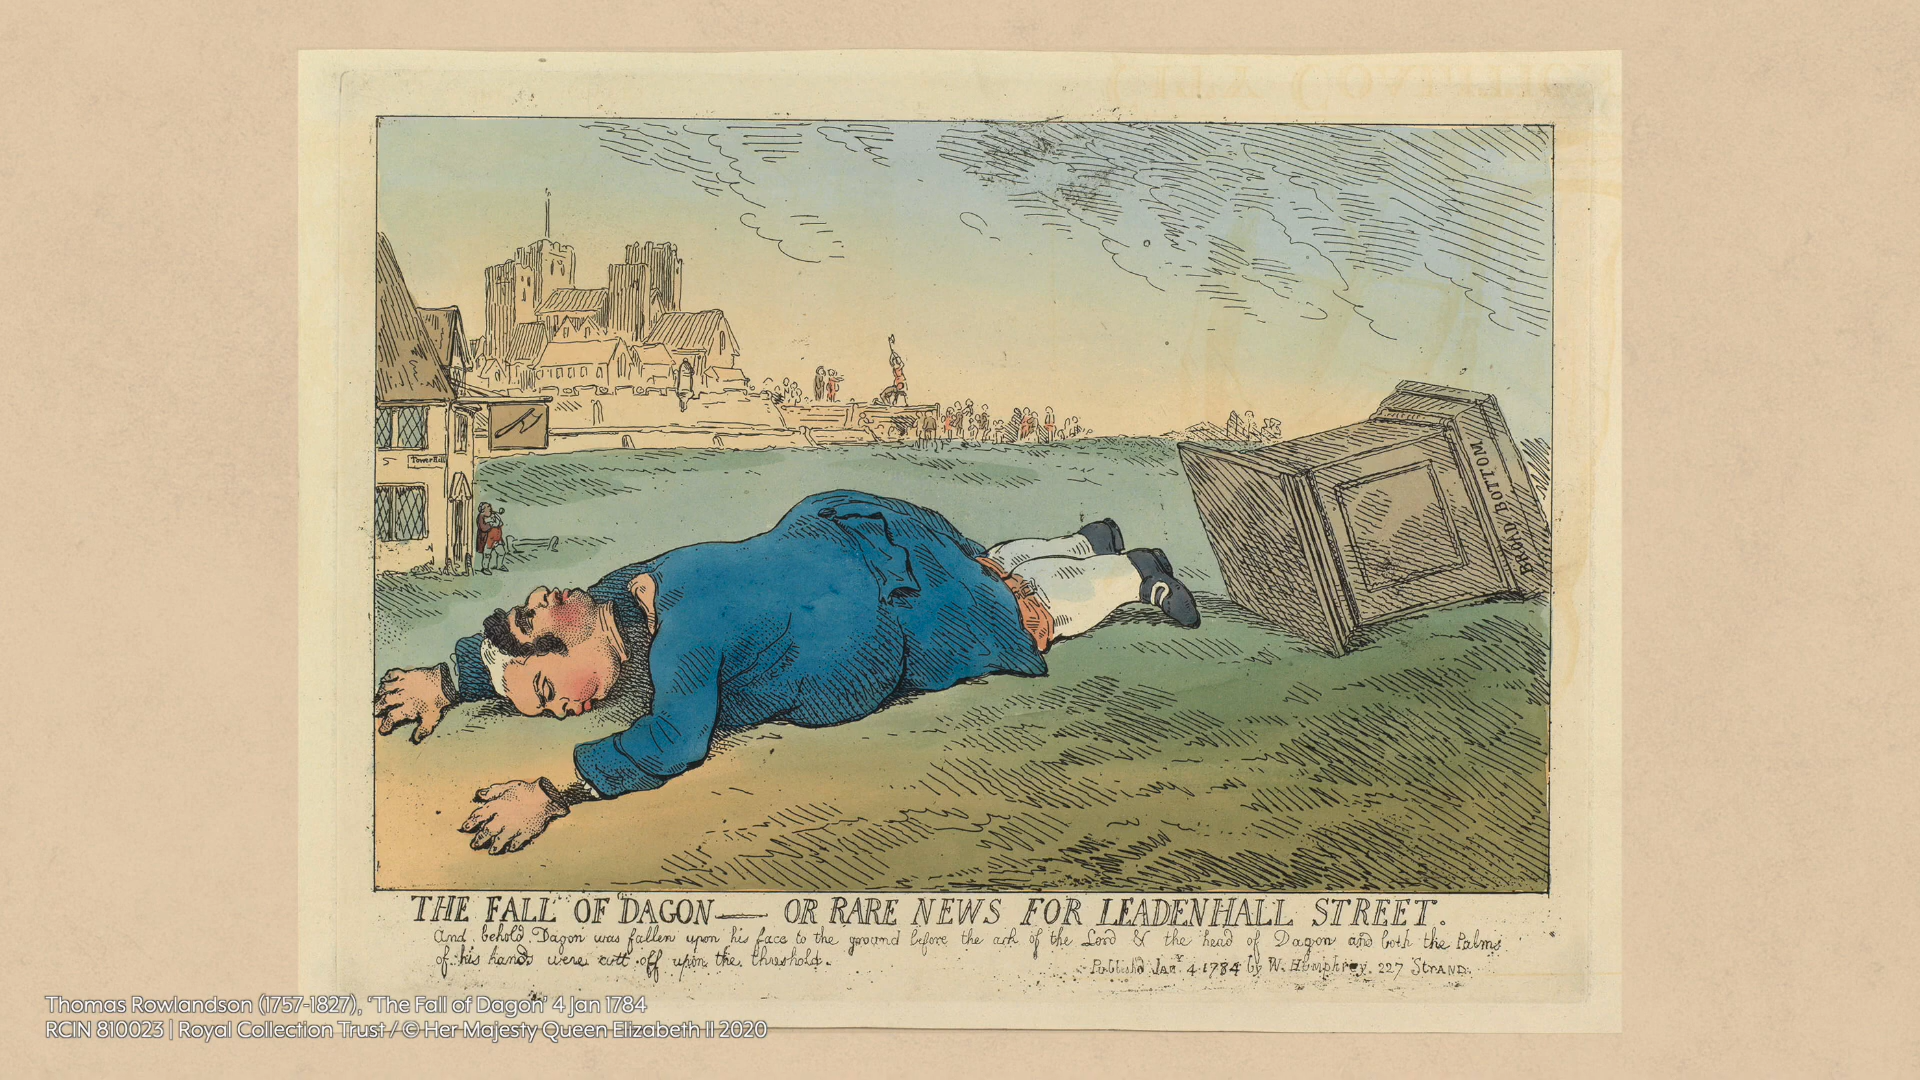 Tower Hill
BROAD BOTTOM
THE FALL OF DAGON — OR RARE NEWS FOR LEADENHALL STREET.
And behold Dagon was fallen upon his face to the ground before the ark of the Lord & the head of Dagon and both the Palms
of his hands were cutt off upon the threshold.
Publishd Jany 4 1784 by W. Humphrey. 227 STRAND.
Thomas Rowlandson (1757-1827), 'The Fall of Dagon' 4 Jan 1784
RCIN 810023 | Royal Collection Trust / © Her Majesty Queen Elizabeth II 2020